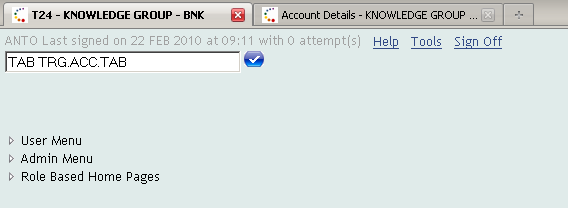 T24 - KNOWLEDGE GROUP - BNK
Account Details - KNOWLEDGE GROUP ...
ANTO Last signed on 22 FEB 2010 at 09:11 with 0 attempt(s) Help Tools Sign Off
TAB TRG.ACC.TAB
User Menu
Admin Menu
Role Based Home Pages